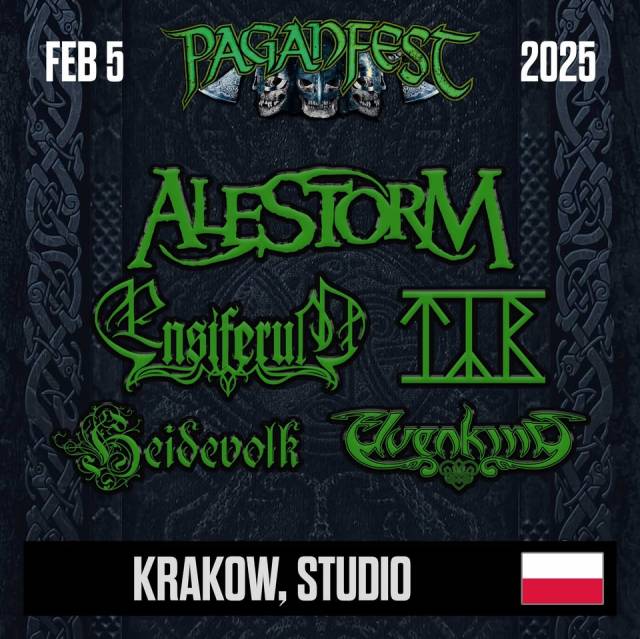 FEB 5
PAGANFEST
2025
ALESTORM
ENSIFERUM
TÝR
Heidevolk
ELVENKING
KRAKOW, STUDIO